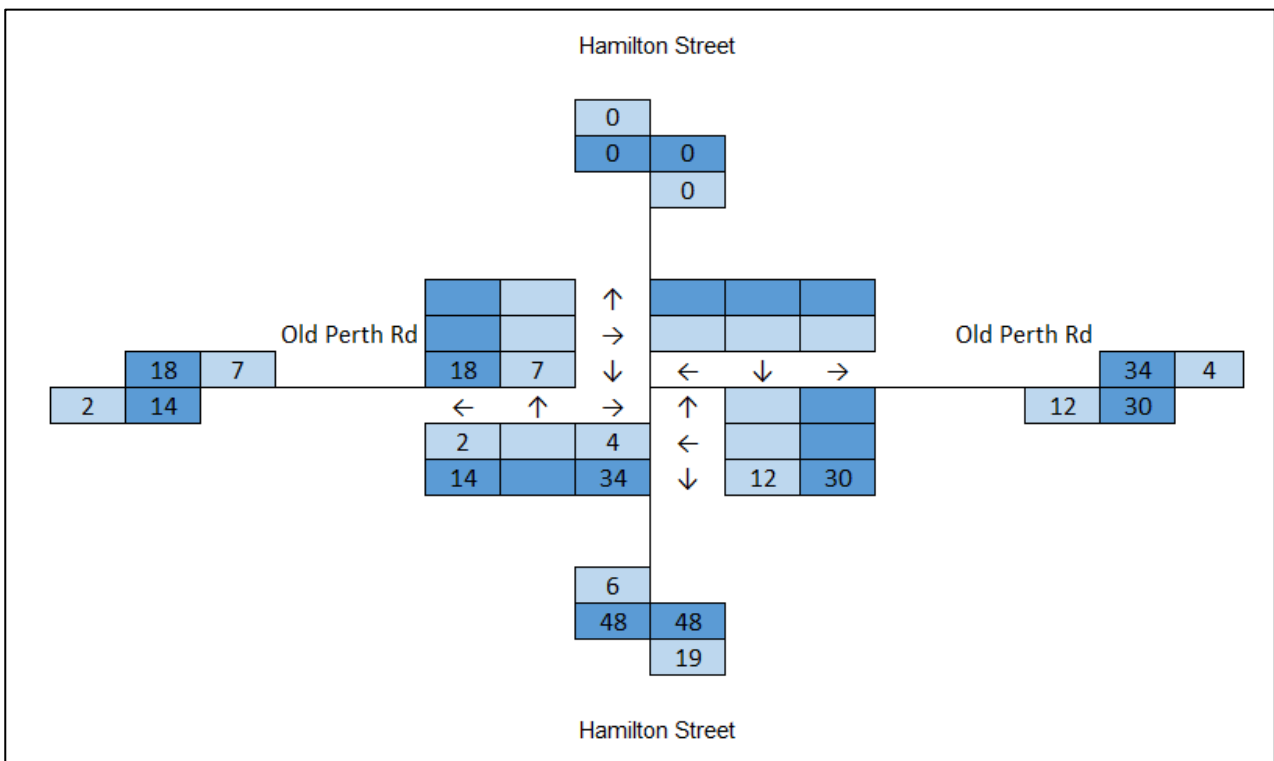 Hamilton Street
0
0 0
0
↑
Old Perth Rd → Old Perth Rd
18 7 18 7 ↓ ← ↓ → 34 4
2 14 ← ↑ → ↑ 12 30
2 4 ←
14 34 ↓ 12 30
6
48 48
19
Hamilton Street